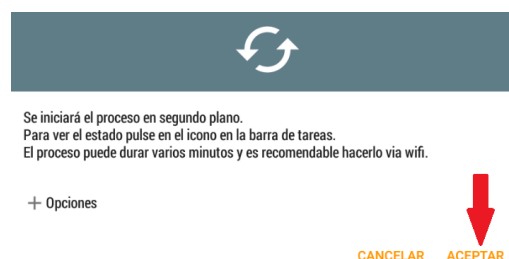 Se iniciará el proceso en segundo plano.
Para ver el estado pulse en el icono en la barra de tareas.
El proceso puede durar varios minutos y es recomendable hacerlo via wifi.
+ Opciones
CANCELAR ACEPTAR